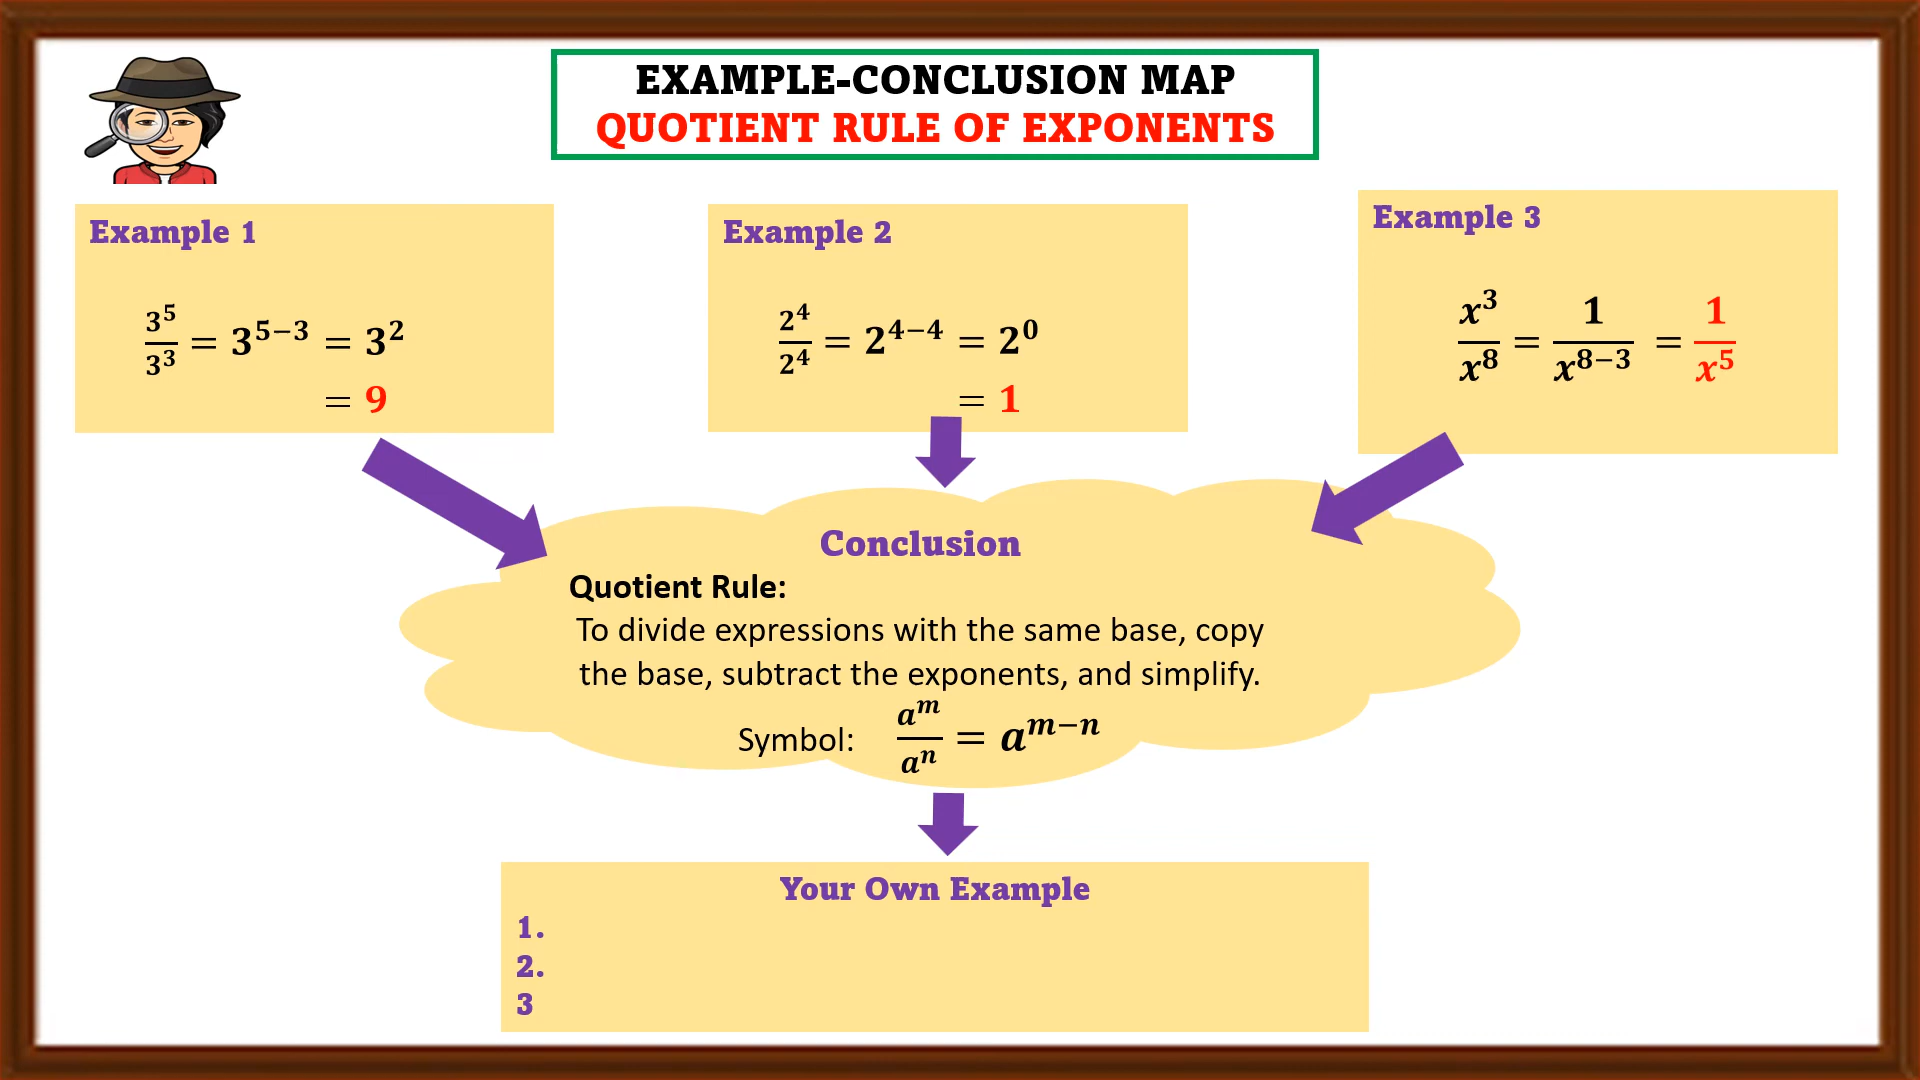 EXAMPLE-CONCLUSION MAP
QUOTIENT RULE OF EXPONENTS
Example 1
3⁵/3³ = 3⁵⁻³ = 3²
= 9
Example 2
2⁴/2⁴ = 2⁴⁻⁴ = 2⁰
= 1
Example 3
x³/x⁸ = 1/x⁸⁻³ = 1/x⁵
Conclusion
Quotient Rule:
To divide expressions with the same base, copy
the base, subtract the exponents, and simplify.
Symbol: aᵐ/aⁿ = aᵐ⁻ⁿ
Your Own Example
1.
2.
3